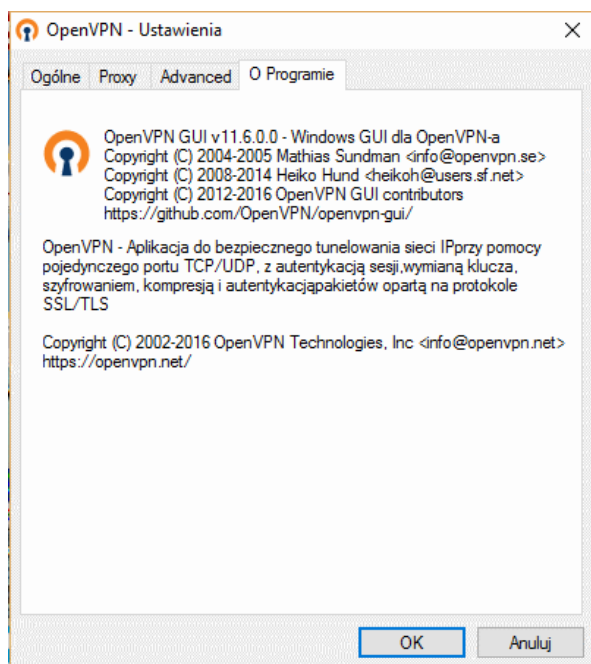 OpenVPN - Ustawienia
Ogólne Proxy Advanced O Programie
OpenVPN GUI v11.6.0.0 - Windows GUI dla OpenVPN-a
Copyright (C) 2004-2005 Mathias Sundman <info@openvpn.se>
Copyright (C) 2008-2014 Heiko Hund <heikoh@users.sf.net>
Copyright (C) 2012-2016 OpenVPN GUI contributors
https://github.com/OpenVPN/openvpn-gui/
OpenVPN - Aplikacja do bezpiecznego tunelowania sieci IPprzy pomocy
pojedynczego portu TCP/UDP, z autentykacją sesji,wymianą klucza,
szyfrowaniem, kompresją i autentykacjąpakietów opartą na protokole
SSL/TLS
Copyright (C) 2002-2016 OpenVPN Technologies, Inc <info@openvpn.net>
https://openvpn.net/
OK Anuluj